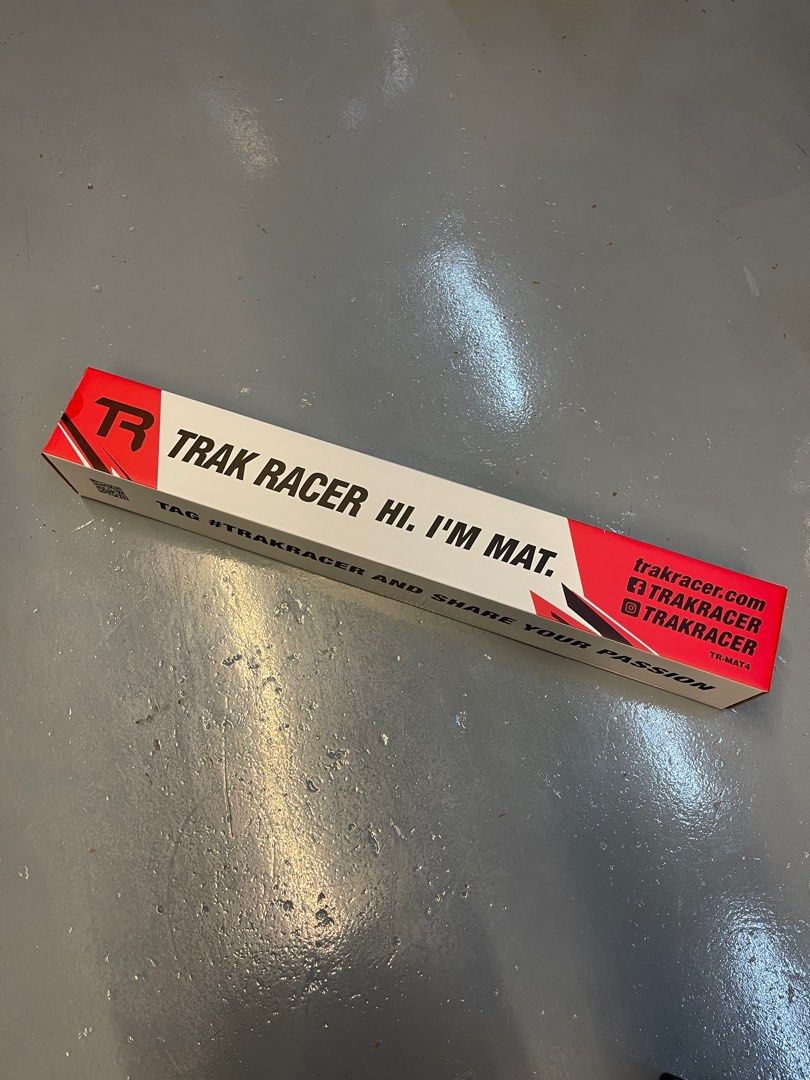 TR
TRAK RACER HI. I'M MAT.
trakracer.com
TRAKRACER
TRAKRACER
TR-MAT4
TAG #TRAKRACER AND SHARE YOUR PASSION